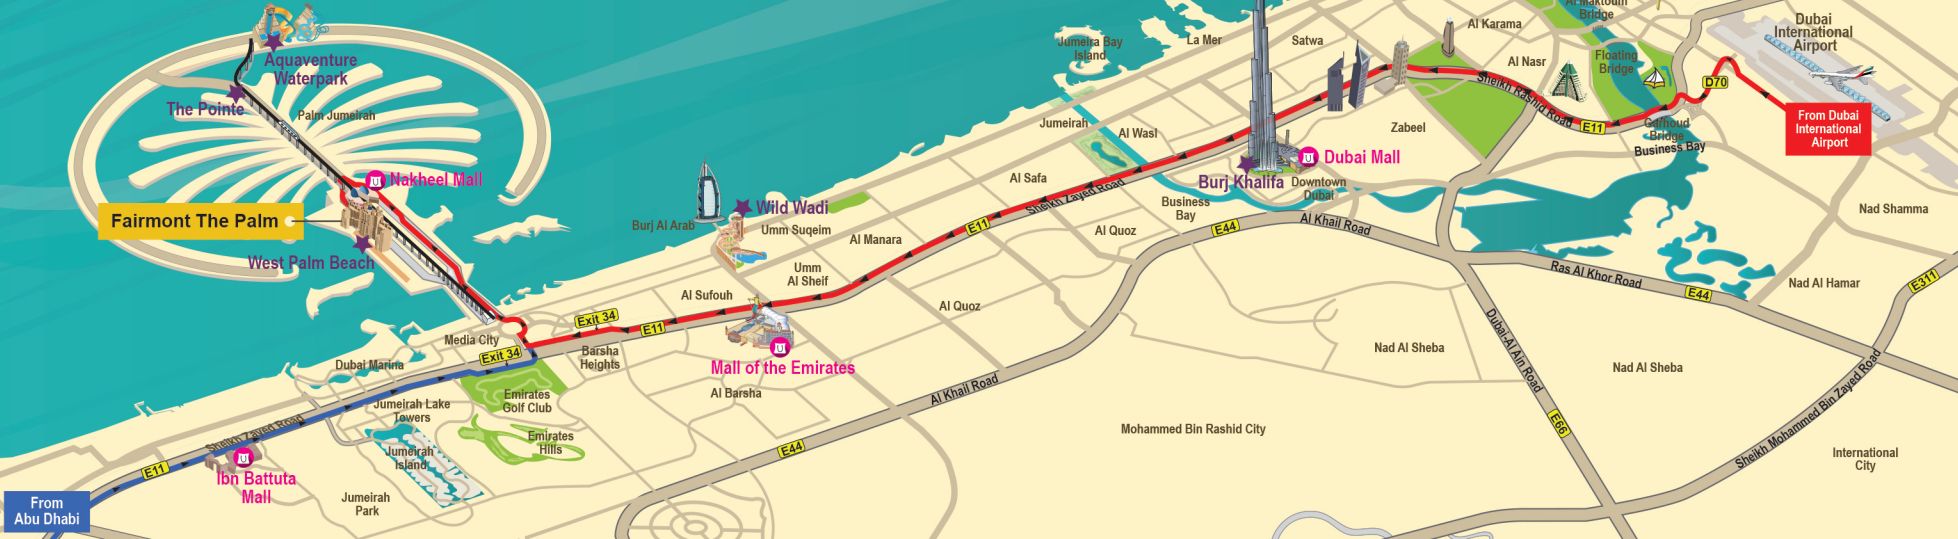 Aquaventure
Waterpark
The Pointe
Palm Jumeirah
Nakheel Mall
Fairmont The Palm
West Palm Beach
Burj Al Arab
Wild Wadi
Umm Suqeim
Al Manara
Umm
Al Sheif
Al Sufouh
Exit 34
E11
Media City
Exit 34
Barsha
Heights
Dubai Marina
Mall of the Emirates
Al Barsha
Emirates
Golf Club
Jumeirah Lake
Towers
Emirates
Hills
Jumeirah
Island
Sheikh Zayed Road
E11
Ibn Battuta
Mall
Jumeirah
Park
From
Abu Dhabi
Jumeira Bay
Island
La Mer
Satwa
Al Karama
Al Maktoum
Bridge
Dubai
International
Airport
Al Nasr
Floating
Bridge
D70
From Dubai
International
Airport
Sheikh Rashid Road
E11
Garhoud
Bridge
Business Bay
Jumeirah
Al Wasl
Zabeel
Dubai Mall
Burj Khalifa
Downtown
Dubai
Al Safa
Sheikh Zayed Road
E11
Business
Bay
Al Quoz
E44
Al Khail Road
Nad Shamma
Ras Al Khor Road
E44
Nad Al Hamar
E311
Al Quoz
Dubai-Al Ain Road
Nad Al Sheba
Nad Al Sheba
Al Khail Road
E44
Mohammed Bin Rashid City
E66
Sheikh Mohammed Bin Zayed Road
International
City